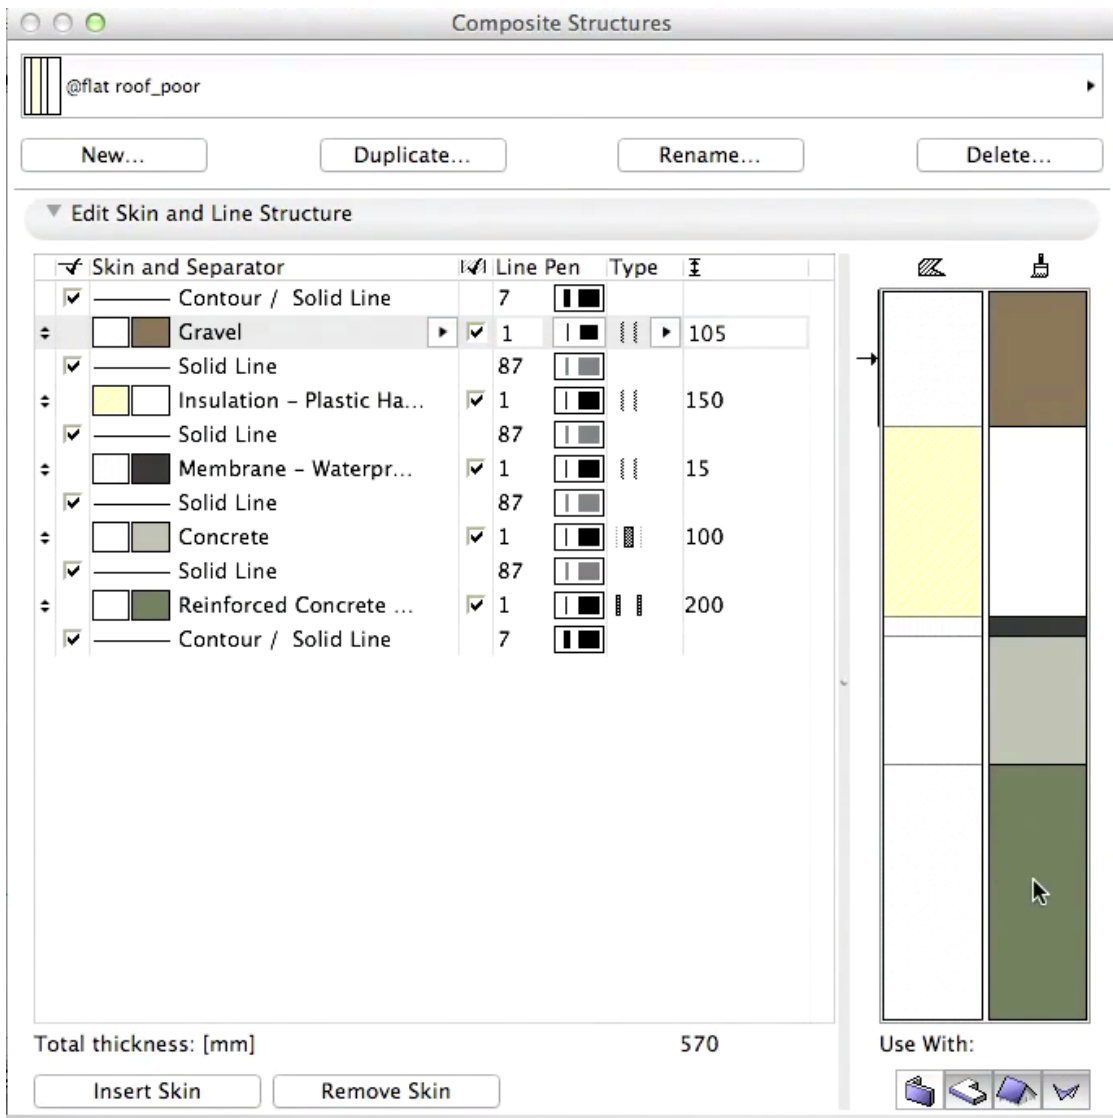 Composite Structures
@flat roof_poor
New... Duplicate... Rename... Delete...
Edit Skin and Line Structure
Skin and Separator Line Pen Type
Contour / Solid Line 7
Gravel 1 105
Solid Line 87
Insulation - Plastic Ha... 1 150
Solid Line 87
Membrane - Waterpr... 1 15
Solid Line 87
Concrete 1 100
Solid Line 87
Reinforced Concrete ... 1 200
Contour / Solid Line 7
Total thickness: [mm] 570 Use With:
Insert Skin Remove Skin